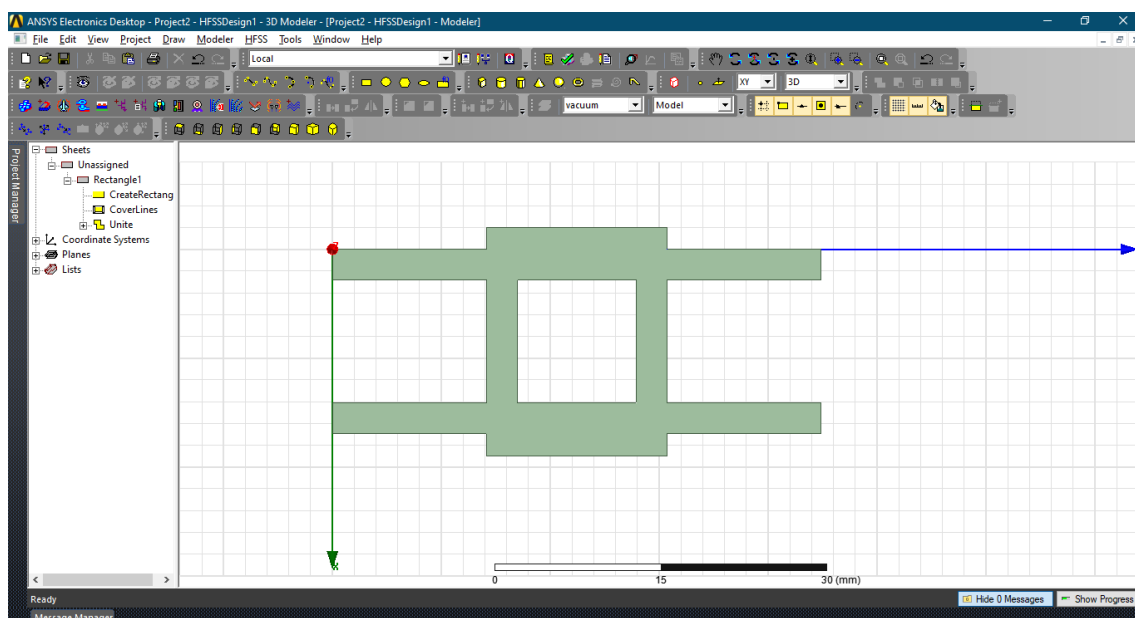 ANSYS Electronics Desktop - Project2 - HFSSDesign1 - 3D Modeler - [Project2 - HFSSDesign1 - Modeler]
File Edit View Project Draw Modeler HFSS Tools Window Help
Local
XY 3D
vacuum Model
Project Manager
Sheets
Unassigned
Rectangle1
CreateRectang
CoverLines
Unite
Coordinate Systems
Planes
Lists
0 15 30 (mm)
Ready
Hide 0 Messages Show Progress
Message Manager